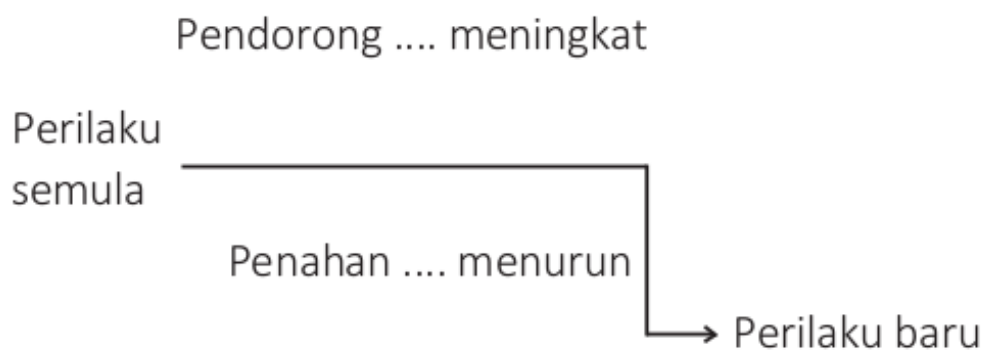 Pendorong .... meningkat
Perilaku
semula
Penahan .... menurun
Perilaku baru